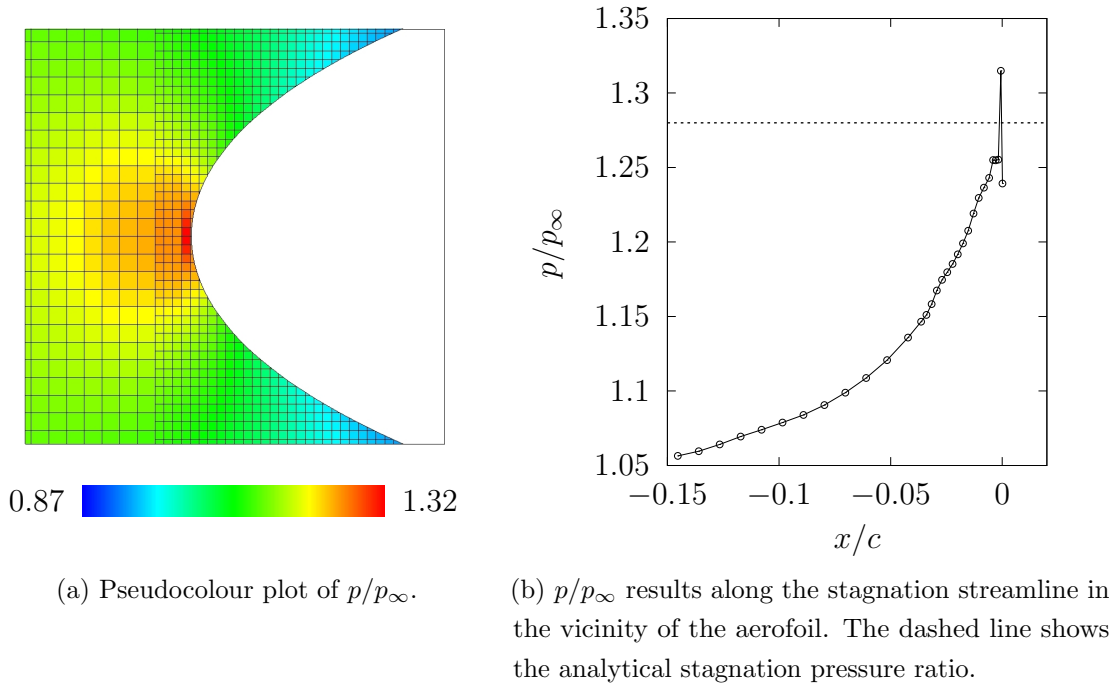 0.87 1.32
(a) Pseudocolour plot of p/p∞.
1.35
1.3
1.25
1.2
1.15
1.1
1.05
p/p∞
−0.15 −0.1 −0.05 0
x/c
(b) p/p∞ results along the stagnation streamline in
the vicinity of the aerofoil. The dashed line shows
the analytical stagnation pressure ratio.